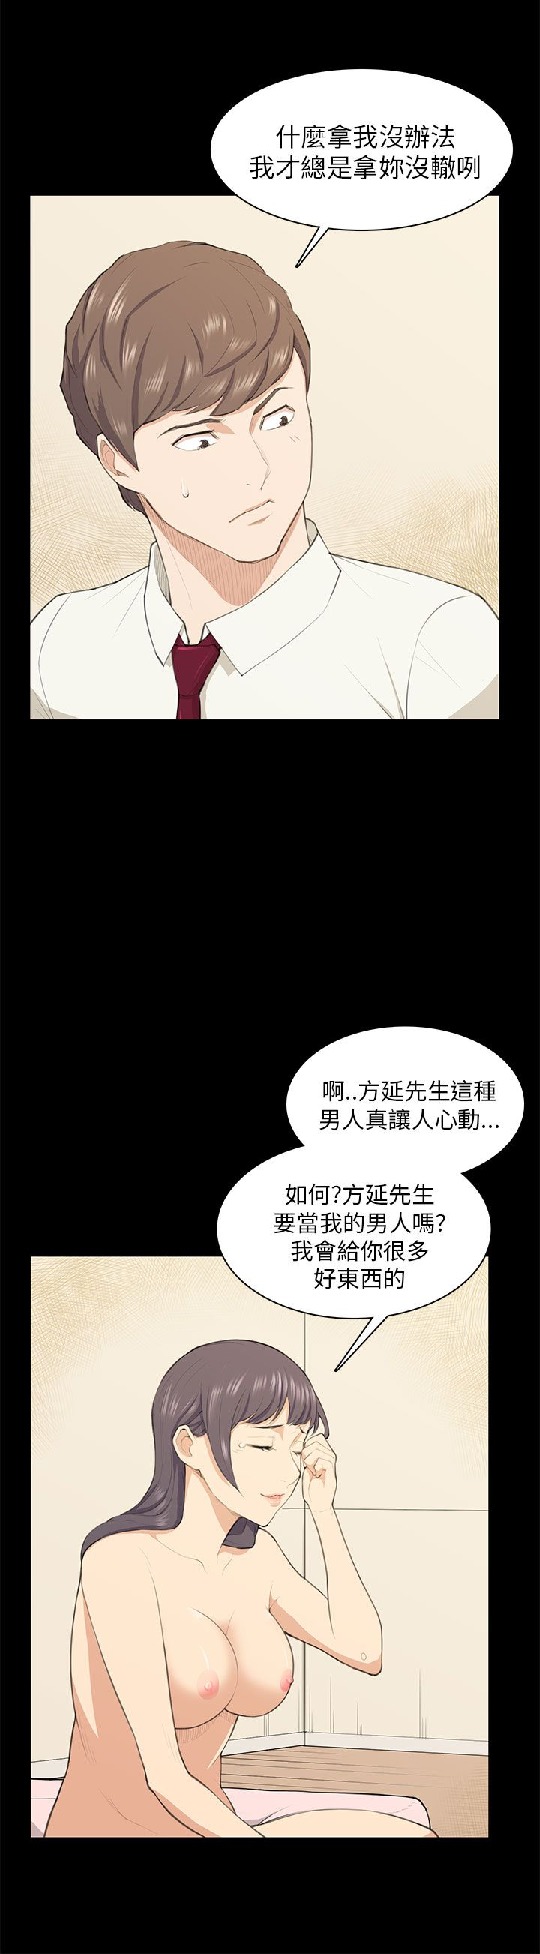 什麼拿我沒辦法
我才總是拿妳沒轍咧
啊..方延先生這種
男人真讓人心動...
如何?方延先生
要當我的男人嗎?
我會給你很多
好東西的